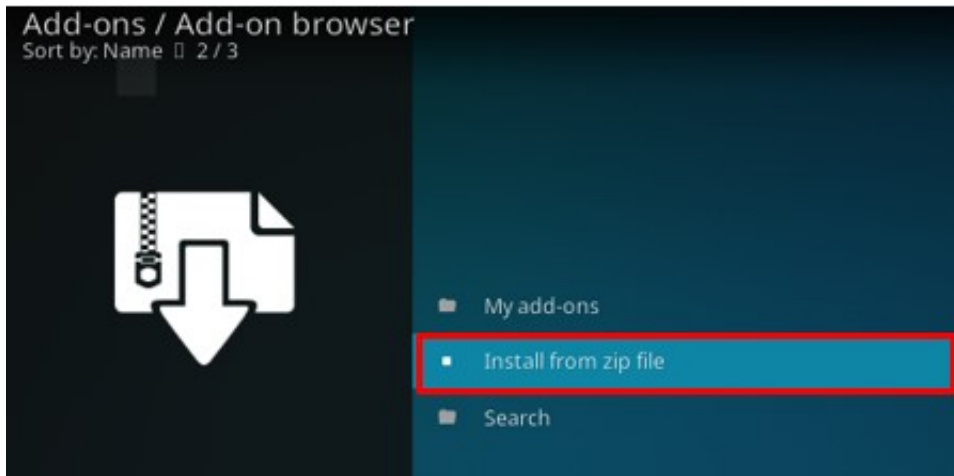 Add-ons / Add-on browser
Sort by: Name ▯ 2 / 3
My add-ons
Install from zip file
Search